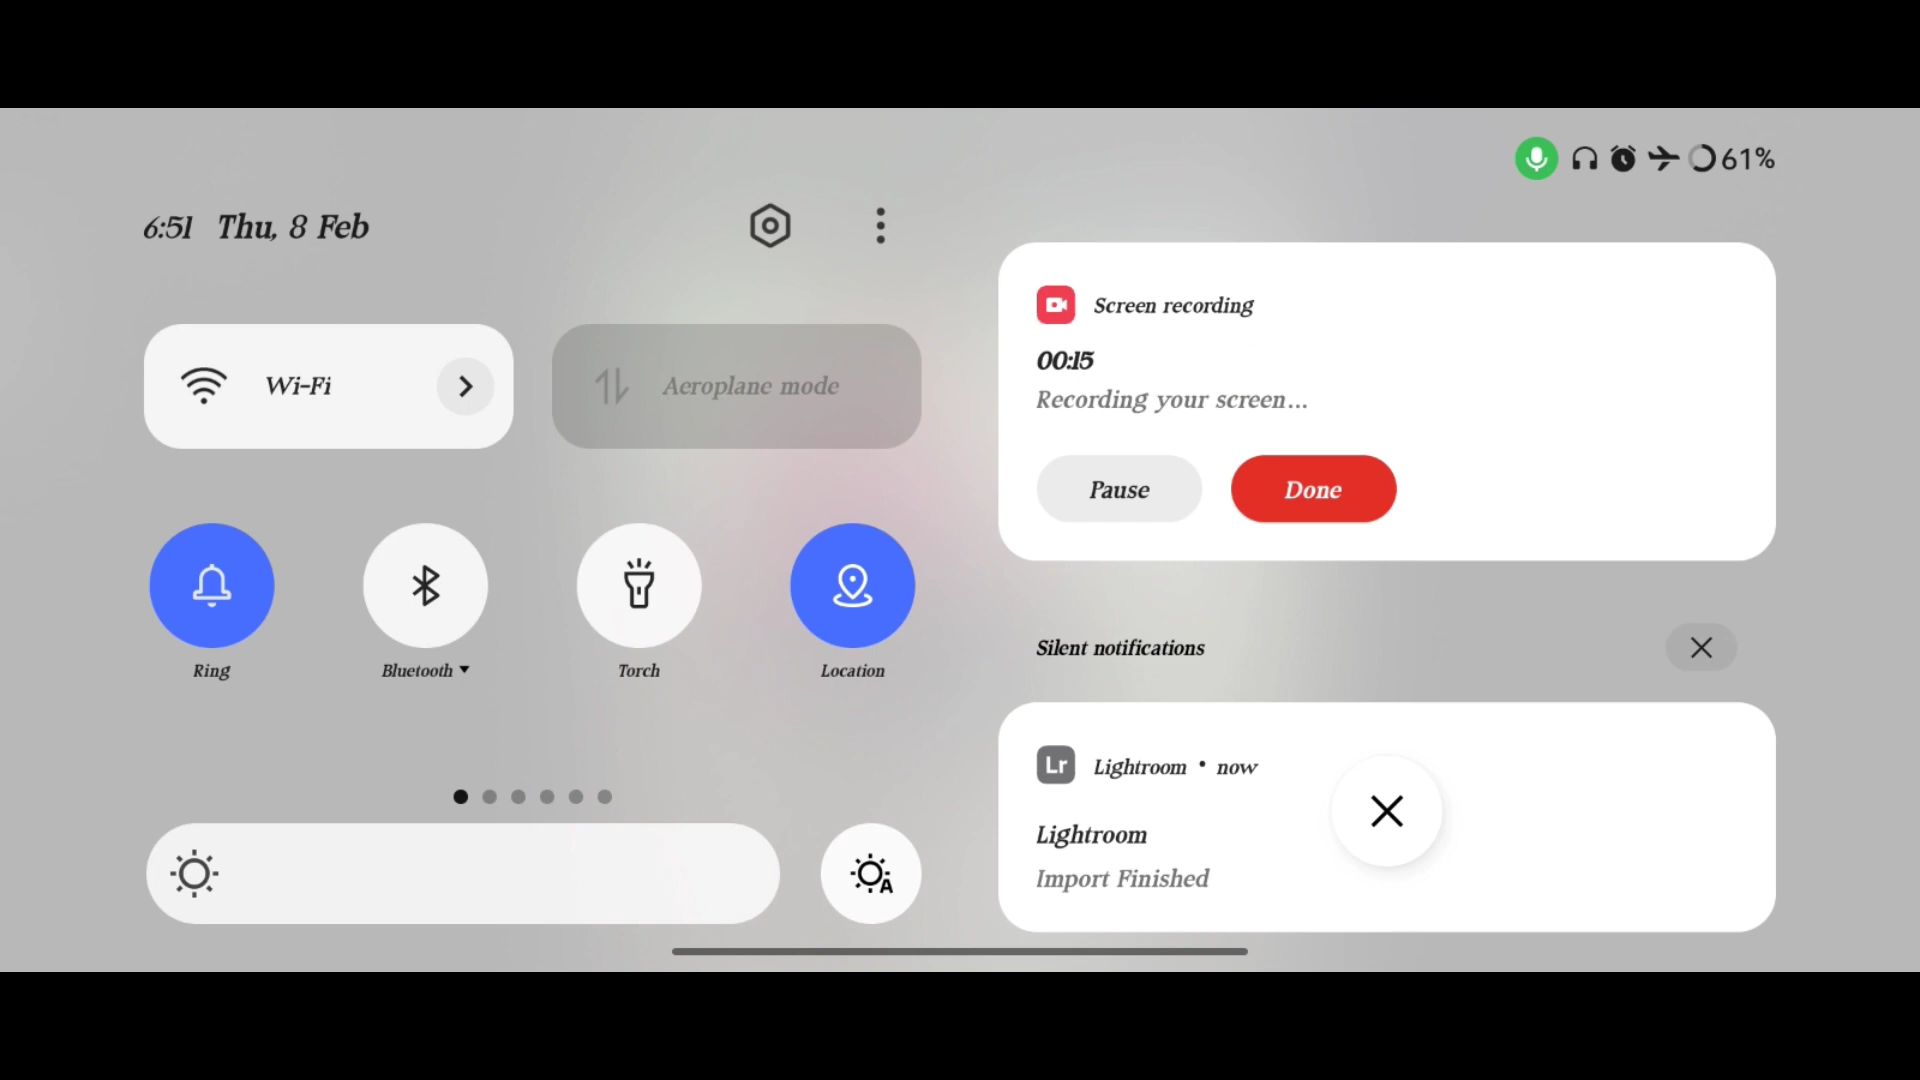 61%
6:51 Thu, 8 Feb
Wi-Fi
Aeroplane mode
Ring
Bluetooth
Torch
Location
A
Screen recording
00:15
Recording your screen...
Pause
Done
Silent notifications
Lr Lightroom • now
Lightroom
Import Finished